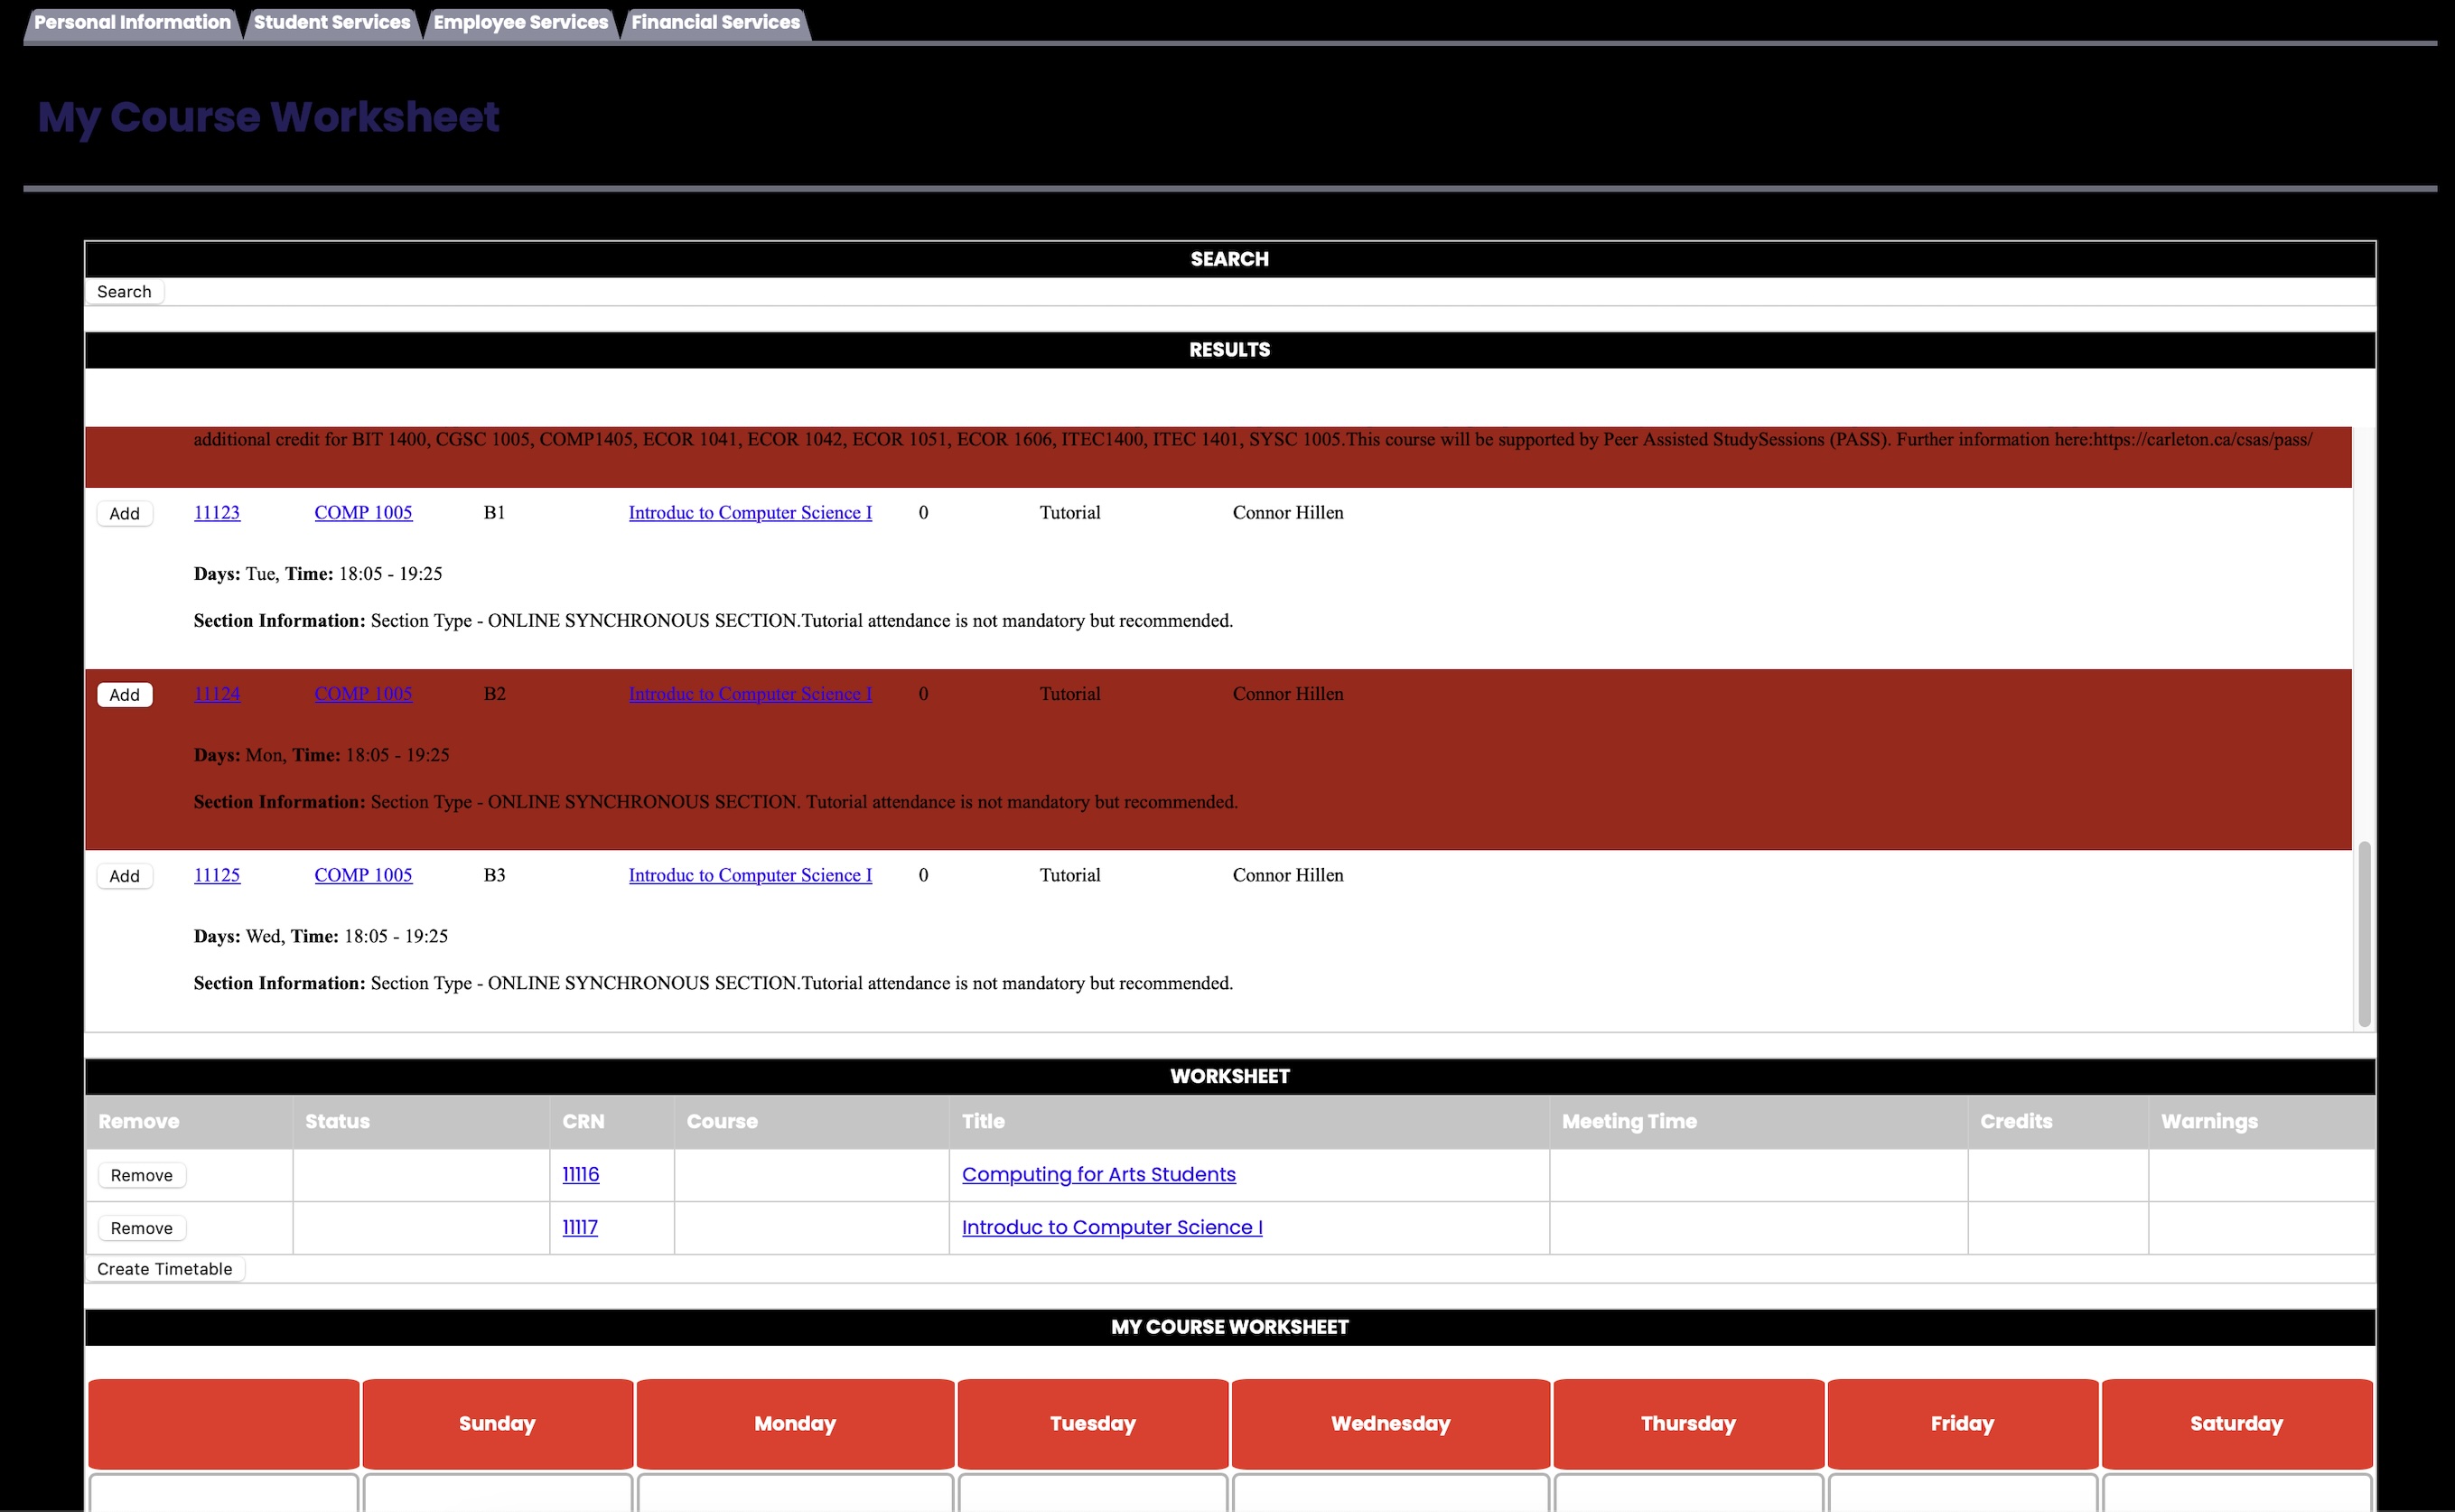 Personal Information Student Services Employee Services Financial Services
My Course Worksheet
SEARCH
Search
RESULTS
additional credit for BIT 1400, CGSC 1005, COMP1405, ECOR 1041, ECOR 1042, ECOR 1051, ECOR 1606, ITEC1400, ITEC 1401, SYSC 1005.This course will be supported by Peer Assisted StudySessions (PASS). Further information here:https://carleton.ca/csas/pass/
Add 11123 COMP 1005 B1 Introduc to Computer Science I 0 Tutorial Connor Hillen
Days: Tue, Time: 18:05 - 19:25
Section Information: Section Type - ONLINE SYNCHRONOUS SECTION.Tutorial attendance is not mandatory but recommended.
Add 11124 COMP 1005 B2 Introduc to Computer Science I 0 Tutorial Connor Hillen
Days: Mon, Time: 18:05 - 19:25
Section Information: Section Type - ONLINE SYNCHRONOUS SECTION. Tutorial attendance is not mandatory but recommended.
Add 11125 COMP 1005 B3 Introduc to Computer Science I 0 Tutorial Connor Hillen
Days: Wed, Time: 18:05 - 19:25
Section Information: Section Type - ONLINE SYNCHRONOUS SECTION.Tutorial attendance is not mandatory but recommended.
WORKSHEET
Remove Status CRN Course Title Meeting Time Credits Warnings
Remove 11116 Computing for Arts Students
Remove 11117 Introduc to Computer Science I
Create Timetable
MY COURSE WORKSHEET
Sunday Monday Tuesday Wednesday Thursday Friday Saturday